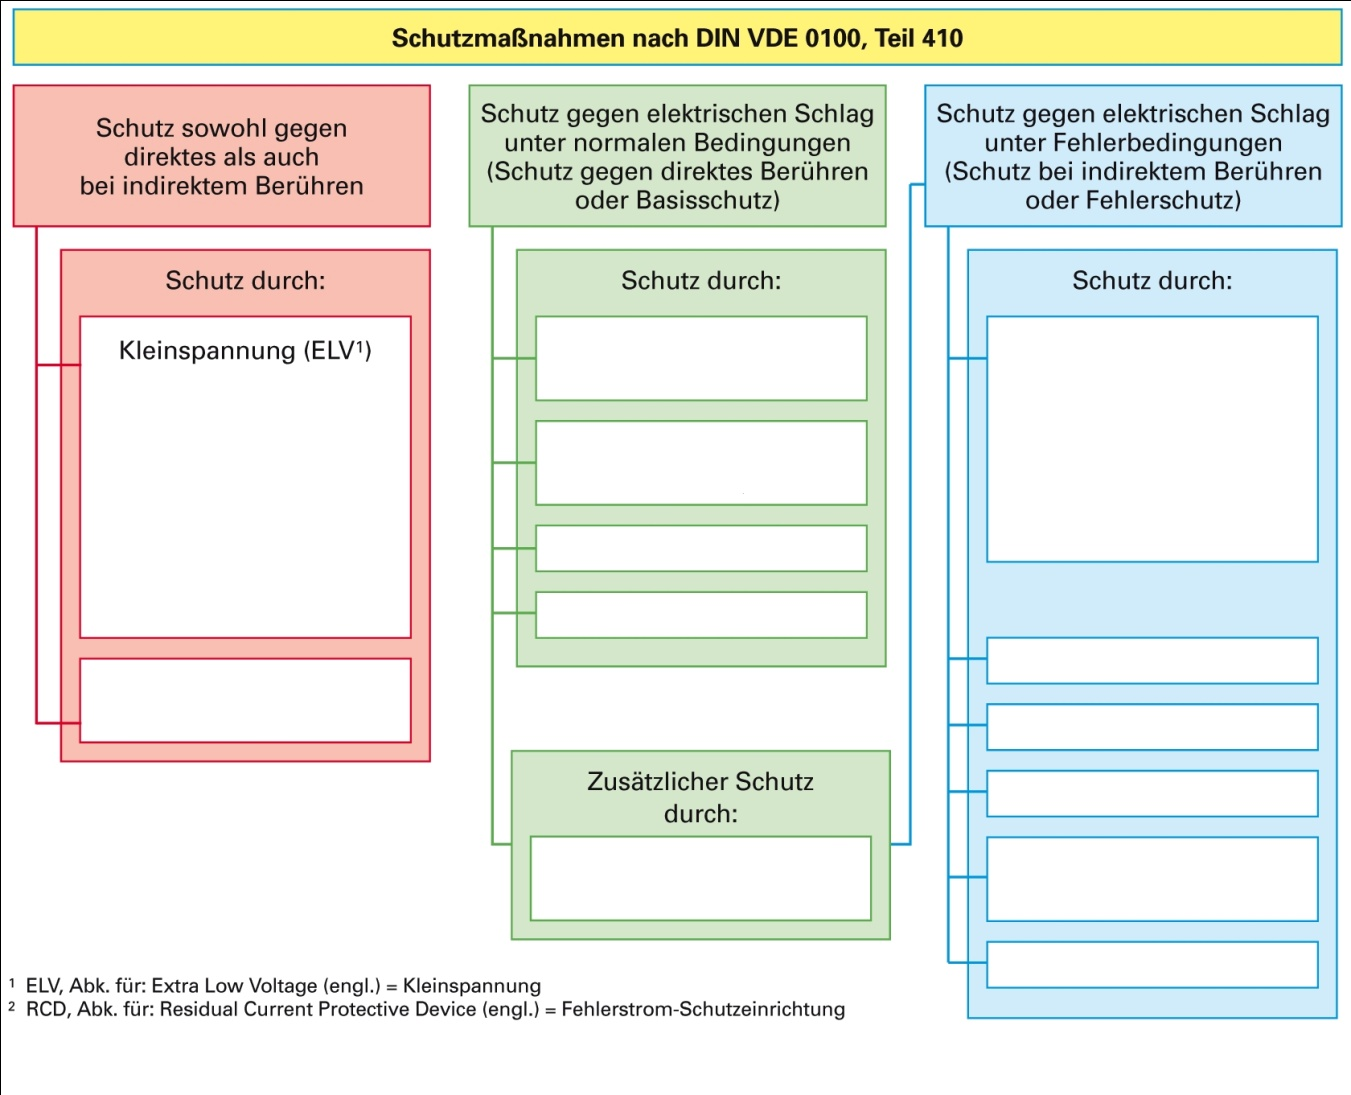 Schutzmaßnahmen nach DIN VDE 0100, Teil 410
Schutz sowohl gegen
direktes als auch
bei indirektem Berühren
Schutz durch:
Kleinspannung (ELV¹)
Schutz gegen elektrischen Schlag
unter normalen Bedingungen
(Schutz gegen direktes Berühren
oder Basisschutz)
Schutz durch:
Zusätzlicher Schutz
durch:
Schutz gegen elektrischen Schlag
unter Fehlerbedingungen
(Schutz bei indirektem Berühren
oder Fehlerschutz)
Schutz durch:
¹ ELV, Abk. für: Extra Low Voltage (engl.) = Kleinspannung
² RCD, Abk. für: Residual Current Protective Device (engl.) = Fehlerstrom-Schutzeinrichtung